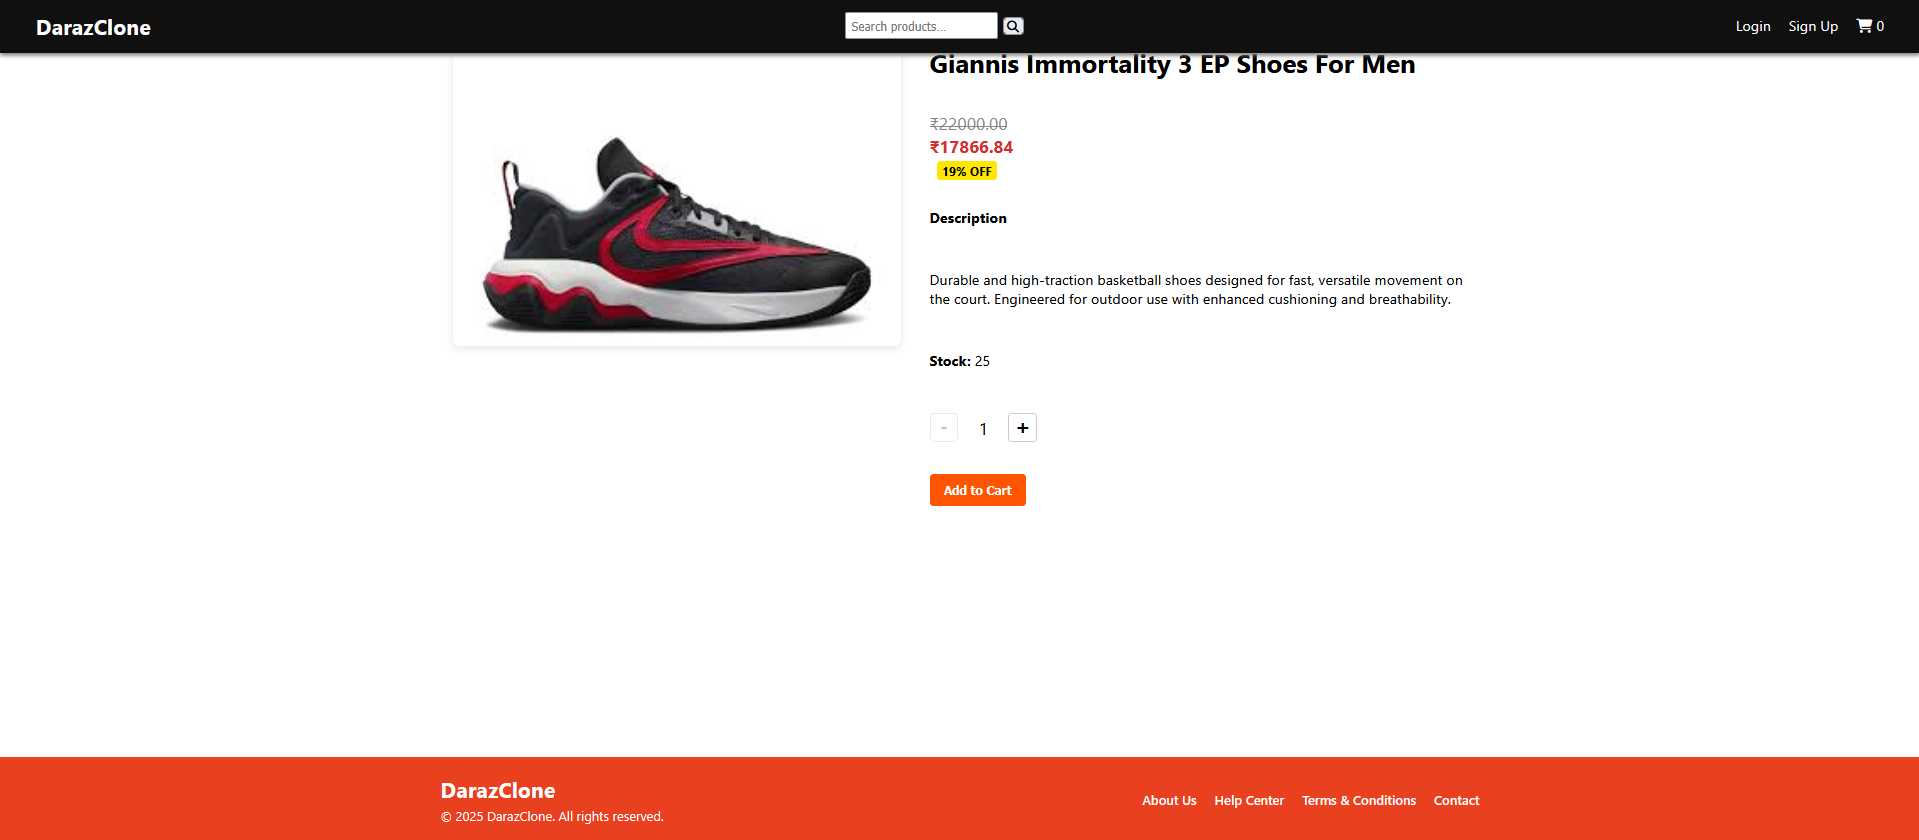 DarazClone
Search products...
Login
Sign Up
0
Giannis Immortality 3 EP Shoes For Men
₹22000.00
₹17866.84
19% OFF
Description
Durable and high-traction basketball shoes designed for fast, versatile movement on
the court. Engineered for outdoor use with enhanced cushioning and breathability.
Stock: 25
- 1 +
Add to Cart
DarazClone
© 2025 DarazClone. All rights reserved.
About Us
Help Center
Terms & Conditions
Contact